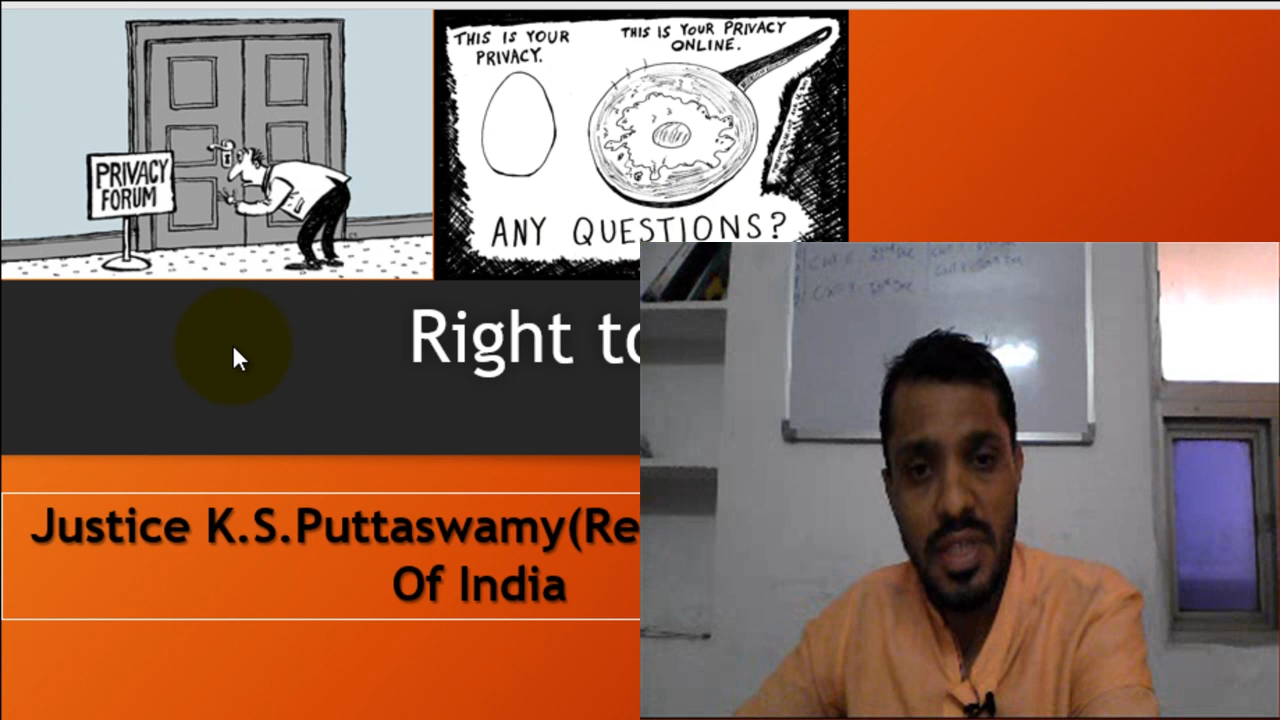 PRIVACY
FORUM
THIS IS YOUR
PRIVACY.
THIS IS YOUR PRIVACY
ONLINE.
ANY QUESTIONS?
Right to
Justice K.S.Puttaswamy(Re
Of India